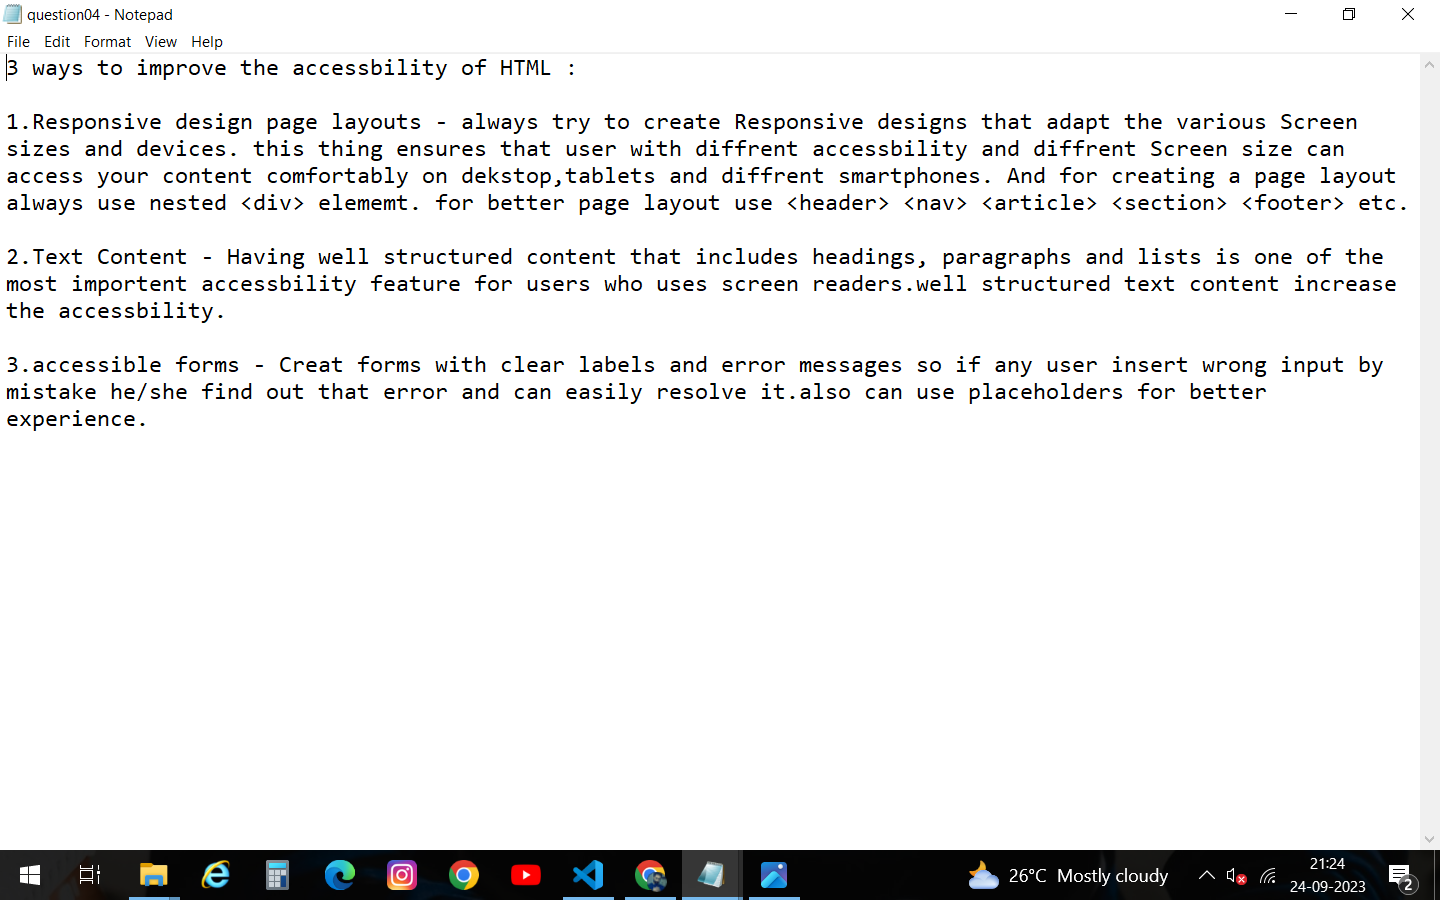 question04 - Notepad
File Edit Format View Help
3 ways to improve the accessbility of HTML :
1.Responsive design page layouts - always try to create Responsive designs that adapt the various Screen
sizes and devices. this thing ensures that user with diffrent accessbility and diffrent Screen size can
access your content comfortably on dekstop,tablets and diffrent smartphones. And for creating a page layout
always use nested <div> elememt. for better page layout use <header> <nav> <article> <section> <footer> etc.
2.Text Content - Having well structured content that includes headings, paragraphs and lists is one of the
most importent accessbility feature for users who uses screen readers.well structured text content increase
the accessbility.
3.accessible forms - Creat forms with clear labels and error messages so if any user insert wrong input by
mistake he/she find out that error and can easily resolve it.also can use placeholders for better
experience.
26°C Mostly cloudy
21:24
24-09-2023
2